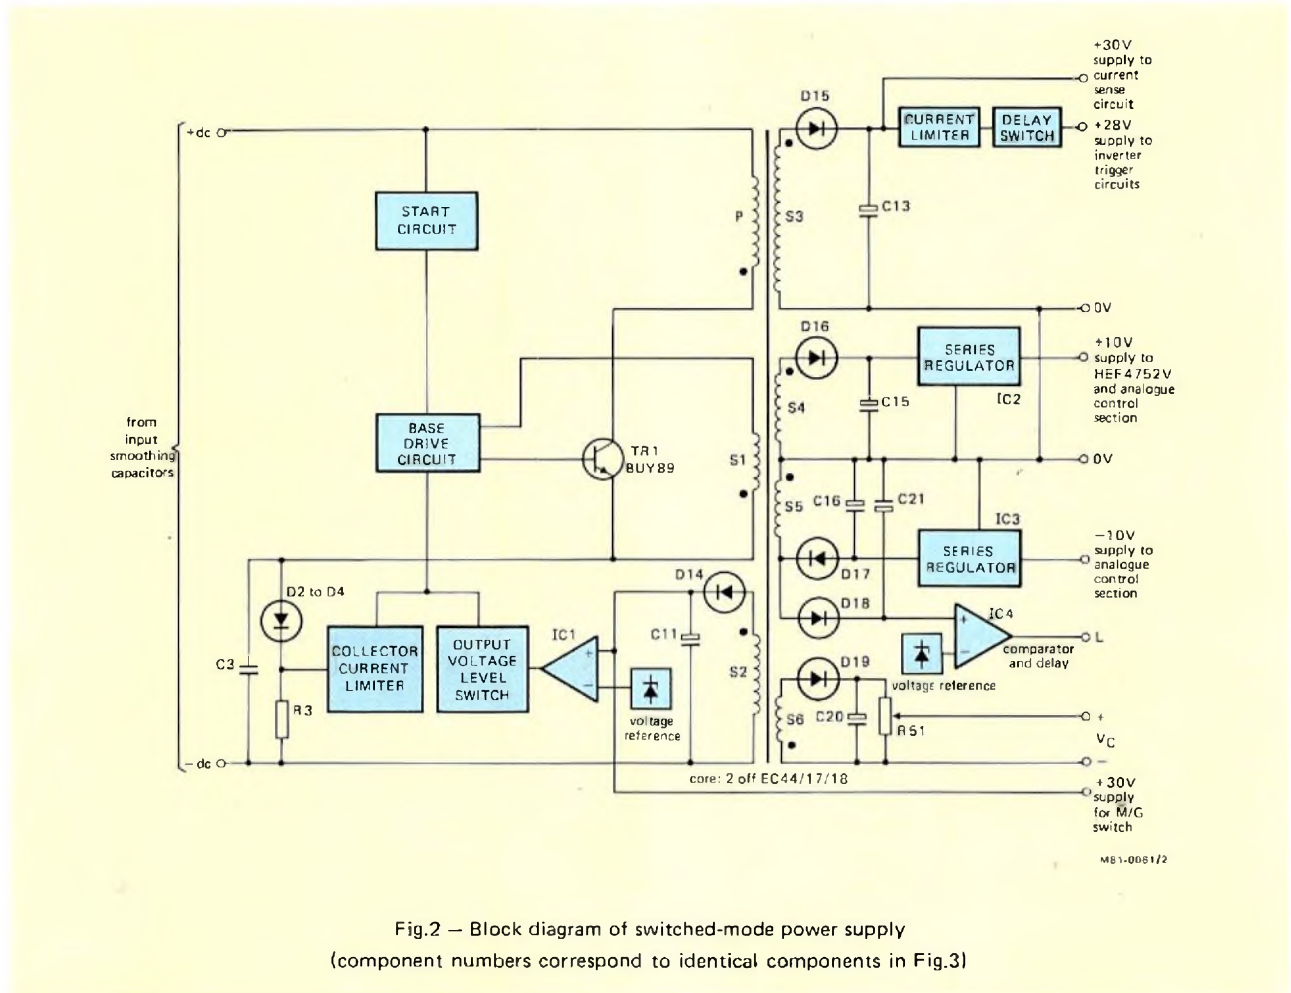 +30V
supply to
current
sense
circuit
D15
CURRENT
LIMITER
DELAY
SWITCH
+28V
supply to
inverter
trigger
circuits
+dc
START
CIRCUIT
P
S3
C13
0V
D16
SERIES
REGULATOR
IC2
+10V
supply to
HEF4752V
and analogue
control
section
S4
C15
from
input
smoothing
capacitors
BASE
DRIVE
CIRCUIT
TR1
BUY89
S1
0V
S5
C16
C21
IC3
SERIES
REGULATOR
-10V
supply to
analogue
control
section
D17
D14
D2 to D4
D18
IC4
+
−
comparator
and delay
L
voltage reference
C3
COLLECTOR
CURRENT
LIMITER
OUTPUT
VOLTAGE
LEVEL
SWITCH
IC1
+
−
C11
S2
voltage
reference
R3
D19
S6
C20
R51
+
VC
−
−dc
core: 2 off EC44/17/18
+30V
supply
for M/G
switch
M81-0061/2
Fig.2 — Block diagram of switched-mode power supply
(component numbers correspond to identical components in Fig.3)